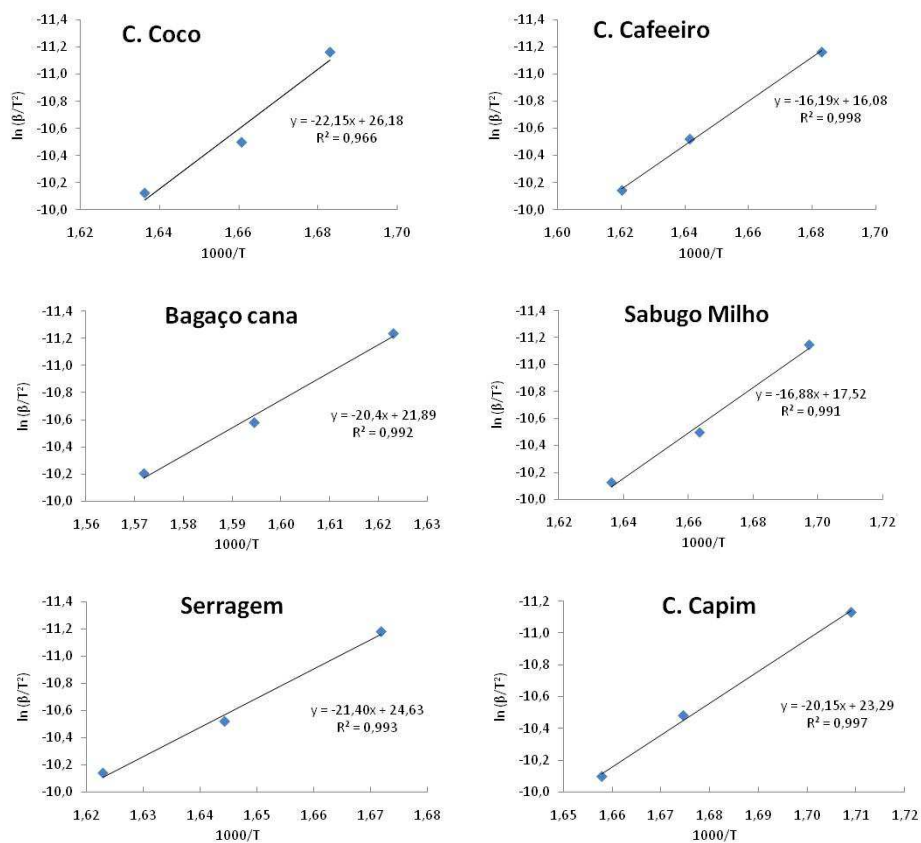 C. Coco
ln (β/T²)
-11,4
-11,2
-11,0
-10,8
-10,6
-10,4
-10,2
-10,0
y = -22,15x + 26,18
R² = 0,966
1,62 1,64 1,66 1,68 1,70
1000/T
C. Cafeeiro
ln (β/T²)
-11,4
-11,2
-11,0
-10,8
-10,6
-10,4
-10,2
-10,0
y = -16,19x + 16,08
R² = 0,998
1,60 1,62 1,64 1,66 1,68 1,70
1000/T
Bagaço cana
ln (β/T²)
-11,4
-11,2
-11,0
-10,8
-10,6
-10,4
-10,2
-10,0
y = -20,4x + 21,89
R² = 0,992
1,56 1,57 1,58 1,59 1,60 1,61 1,62 1,63
1000/T
Sabugo Milho
ln (β/T²)
-11,4
-11,2
-11,0
-10,8
-10,6
-10,4
-10,2
-10,0
y = -16,88x + 17,52
R² = 0,991
1,62 1,64 1,66 1,68 1,70 1,72
1000/T
Serragem
ln (β/T²)
-11,4
-11,2
-11,0
-10,8
-10,6
-10,4
-10,2
-10,0
y = -21,40x + 24,63
R² = 0,993
1,62 1,63 1,64 1,65 1,66 1,67 1,68
1000/T
C. Capim
ln (β/T²)
-11,2
-11,0
-10,8
-10,6
-10,4
-10,2
-10,0
y = -20,15x + 23,29
R² = 0,997
1,65 1,66 1,67 1,68 1,69 1,70 1,71 1,72
1000/T